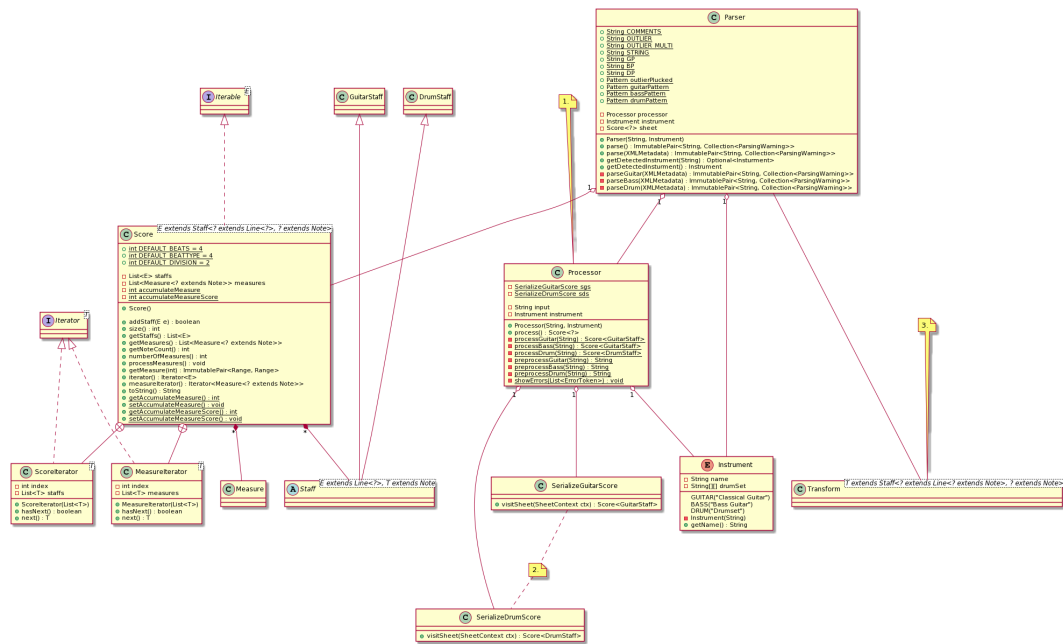 C Parser
String COMMENTS
String OUTLIER
String OUTLIER_MULTI
String STRING
String GP
String BP
String DP
Pattern outlierPlucked
Pattern guitarPattern
Pattern bassPattern
Pattern drumPattern
Processor processor
Instrument instrument
Score<?> sheet
Parser(String, Instrument)
parse() : ImmutablePair<String, Collection<ParsingWarning>>
parse(XMLMetadata) : ImmutablePair<String, Collection<ParsingWarning>>
getDetectedInstrument(String) : Optional<Insturment>
getDetectedInsturment() : Instrument
parseGuitar(XMLMetadata) : ImmutablePair<String, Collection<ParsingWarning>>
parseBass(XMLMetadata) : ImmutablePair<String, Collection<ParsingWarning>>
parseDrum(XMLMetadata) : ImmutablePair<String, Collection<ParsingWarning>>
1
1
1
I Iterable E
C GuitarStaff
C DrumStaff
1.
C Score E extends Staff<? extends Line<?>, ? extends Note>
int DEFAULT_BEATS = 4
int DEFAULT_BEATTYPE = 4
int DEFAULT_DIVISION = 2
List<E> staffs
List<Measure<? extends Note>> measures
int accumulateMeasure
int accumulateMeasureScore
Score()
addStaff(E e) : boolean
size() : int
getStaffs() : List<E>
getMeasures() : List<Measure<? extends Note>>
getNoteCount() : int
numberOfMeasures() : int
processMeasures() : void
getMeasure(int) : ImmutablePair<Range, Range>
iterator() : Iterator<E>
measureIterator() : Iterator<Measure<? extends Note>>
toString() : String
getAccumulateMeasure() : int
setAccumulateMeasure() : void
getAccumulateMeasureScore() : int
setAccumulateMeasureScore() : void
*
*
C Processor
SerializeGuitarScore sgs
SerializeDrumScore sds
String input
Instrument instrument
Processor(String, Instrument)
process() : Score<?>
processGuitar(String) : Score<GuitarStaff>
processBass(String) : Score<GuitarStaff>
processDrum(String) : Score<DrumStaff>
preprocessGuitar(String) : String
preprocessBass(String) : String
preprocessDrum(String) : String
showErrors(List<ErrorToken>) : void
1
1
1
I Iterator T
3.
C ScoreIterator T
int index
List<T> staffs
ScoreIterator(List<T>)
hasNext() : boolean
next() : T
C MeasureIterator T
int index
List<T> measures
MeasureIterator(List<T>)
hasNext() : boolean
next() : T
C Measure
A Staff E extends Line<?>, T extends Note
C SerializeGuitarScore
visitSheet(SheetContext ctx) : Score<GuitarStaff>
E Instrument
String name
String[][] drumSet
GUITAR("Classical Guitar")
BASS("Bass Guitar")
DRUM("Drumset")
Instrument(String)
getName() : String
C Transform T extends Staff<? extends Line<? extends Note>, ? extends Note>
2.
C SerializeDrumScore
visitSheet(SheetContext ctx) : Score<DrumStaff>